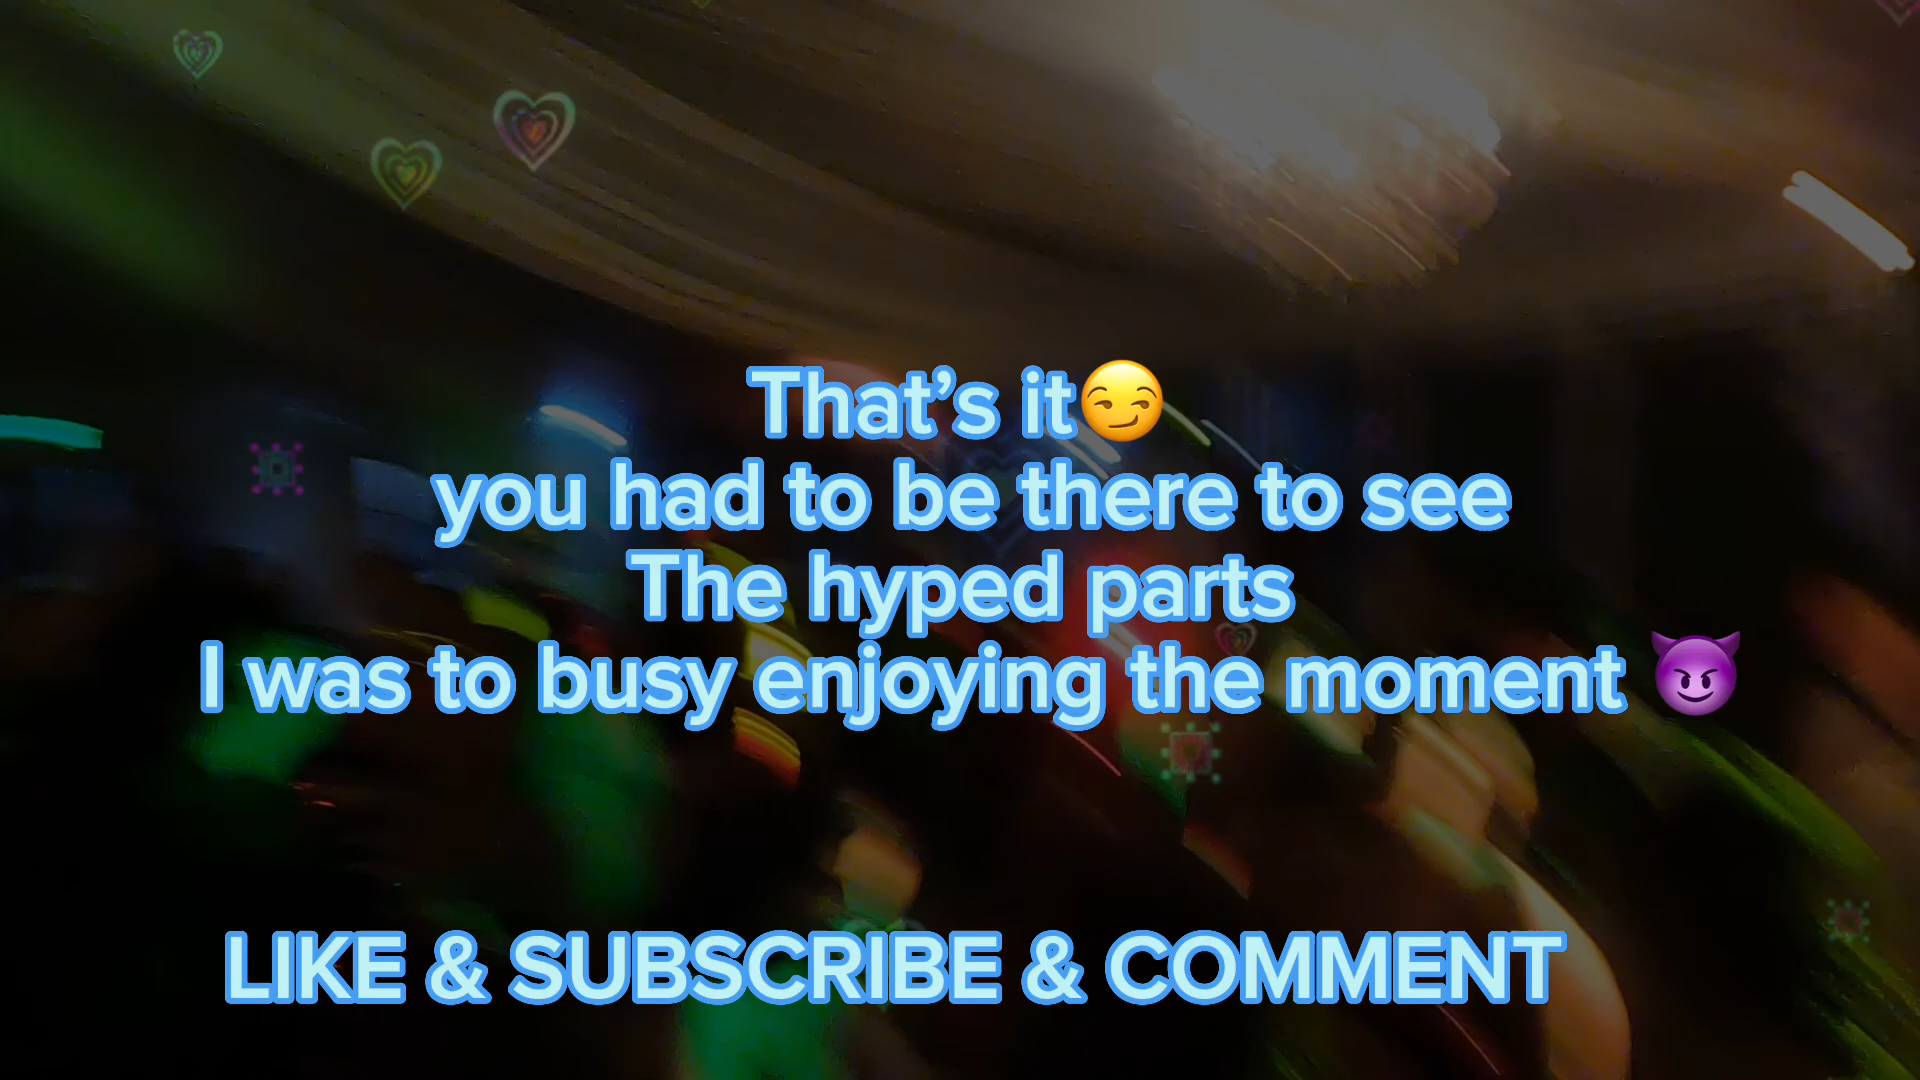 That’s it😏
you had to be there to see
The hyped parts
I was to busy enjoying the moment 😈
LIKE & SUBSCRIBE & COMMENT